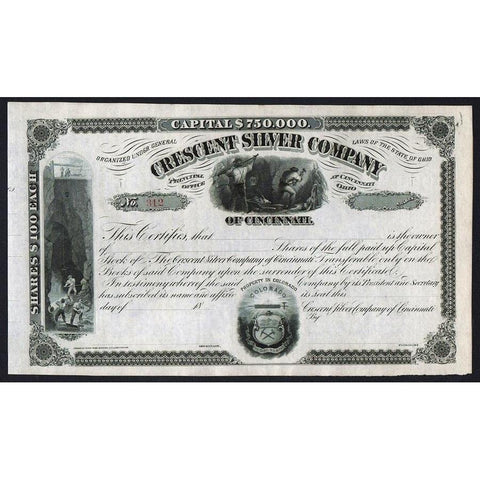 CAPITAL $750,000.
ORGANIZED UNDER GENERAL LAWS OF THE STATE OF OHIO
CRESCENT SILVER COMPANY
PRINCIPAL OFFICE AT CINCINNATI OHIO
No. 312
OF CINCINNATI.
SHARES $100 EACH
This Certifies, that is the owner
of Shares of the full paid up Capital
Stock of The Crescent Silver Company of Cincinnati Transferable only on the
Books of said Company upon the surrender of this Certificate.
In testimony whereof the said Company by its President and Secretary
has subscribed its name and affixed its seal this
day of 18
PROPERTY IN COLORADO
COLORADO
Crescent Silver Company of Cincinnati
By